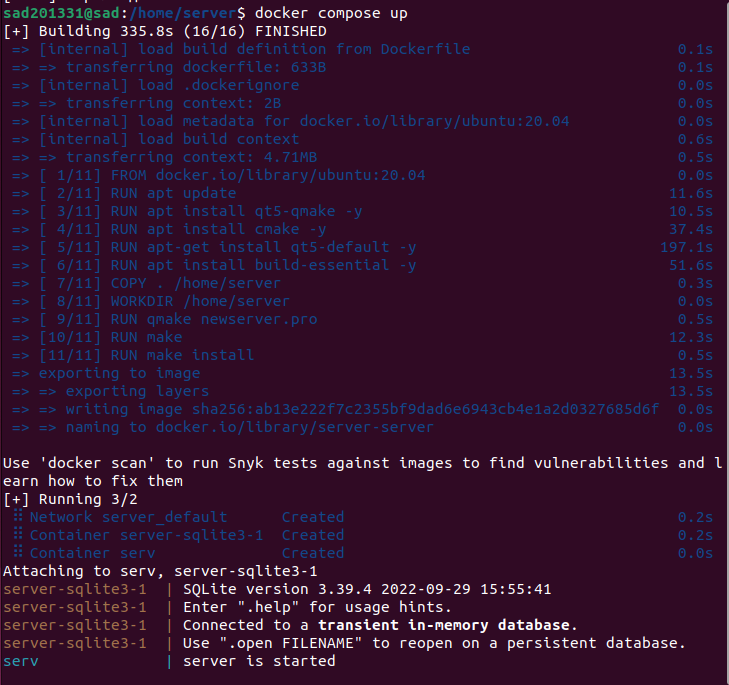 sad201331@sad:/home/server$ docker compose up
[+] Building 335.8s (16/16) FINISHED
=> [internal] load build definition from Dockerfile 0.1s
=> => transferring dockerfile: 633B 0.1s
=> [internal] load .dockerignore 0.0s
=> => transferring context: 2B 0.0s
=> [internal] load metadata for docker.io/library/ubuntu:20.04 0.0s
=> [internal] load build context 0.6s
=> => transferring context: 4.71MB 0.5s
=> [ 1/11] FROM docker.io/library/ubuntu:20.04 0.0s
=> [ 2/11] RUN apt update 11.6s
=> [ 3/11] RUN apt install qt5-qmake -y 10.5s
=> [ 4/11] RUN apt install cmake -y 37.4s
=> [ 5/11] RUN apt-get install qt5-default -y 197.1s
=> [ 6/11] RUN apt install build-essential -y 51.6s
=> [ 7/11] COPY . /home/server 0.3s
=> [ 8/11] WORKDIR /home/server 0.0s
=> [ 9/11] RUN qmake newserver.pro 0.5s
=> [10/11] RUN make 12.3s
=> [11/11] RUN make install 0.5s
=> exporting to image 13.5s
=> => exporting layers 13.5s
=> => writing image sha256:ab13e222f7c2355bf9dad6e6943cb4e1a2d0327685d6f 0.0s
=> => naming to docker.io/library/server-server 0.0s
Use 'docker scan' to run Snyk tests against images to find vulnerabilities and l
earn how to fix them
[+] Running 3/2
⠿ Network server_default Created 0.2s
⠿ Container server-sqlite3-1 Created 0.2s
⠿ Container serv Created 0.0s
Attaching to serv, server-sqlite3-1
server-sqlite3-1 | SQLite version 3.39.4 2022-09-29 15:55:41
server-sqlite3-1 | Enter ".help" for usage hints.
server-sqlite3-1 | Connected to a transient in-memory database.
server-sqlite3-1 | Use ".open FILENAME" to reopen on a persistent database.
serv | server is started